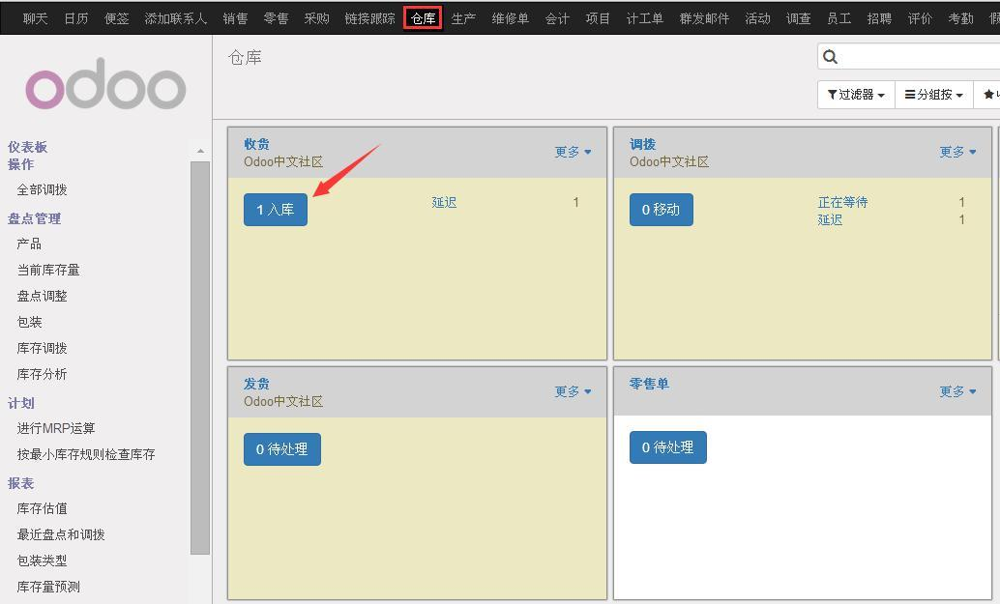 聊天 日历 便签 添加联系人 销售 零售 采购 链接跟踪 仓库 生产 维修单 会计 项目 计工单 群发邮件 活动 调查 员工 招聘 评价 考勤
odoo
仪表板
操作
全部调拨
盘点管理
产品
当前库存量
盘点调整
包装
库存调拨
库存分析
计划
进行MRP运算
按最小库存规则检查库存
报表
库存估值
最近盘点和调拨
包装类型
库存量预测
仓库
过滤器 分组按
收货
Odoo中文社区
更多
1 入库
延迟 1
调拨
Odoo中文社区
更多
0 移动
正在等待 1
延迟 1
发货
Odoo中文社区
更多
0 待处理
零售单
更多
0 待处理